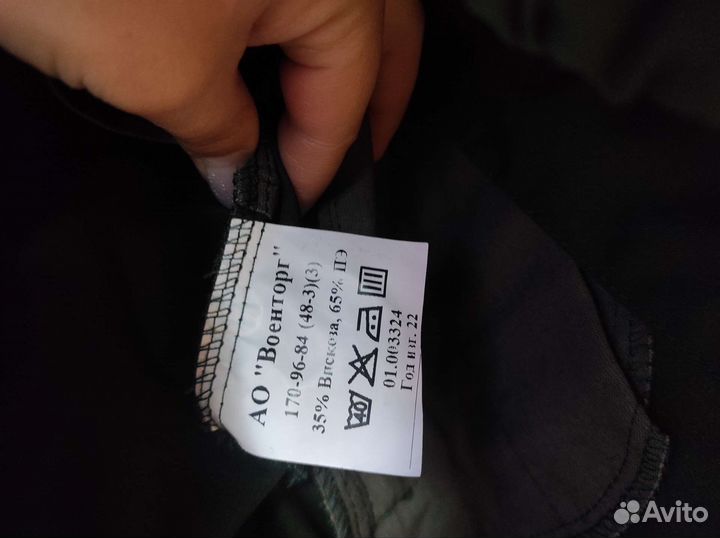 АО "Военторг"
170-96-84 (48-3)(3)
35% Вискоза, 65% ПЭ
01.003324
Год изг. 22
Avito